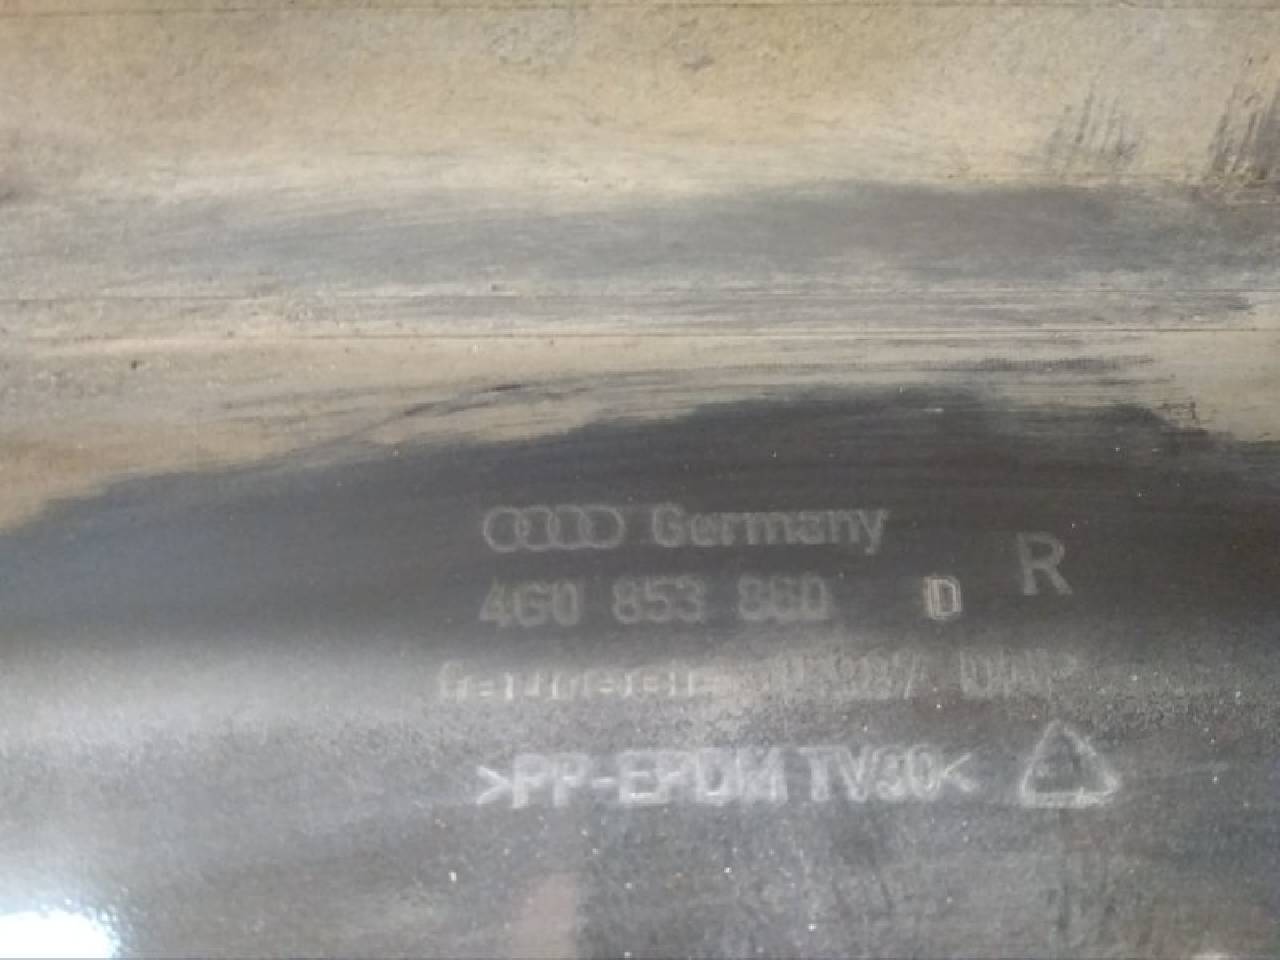 Germany
R
4G0 853 860 D
>PP-EPDM TV30<